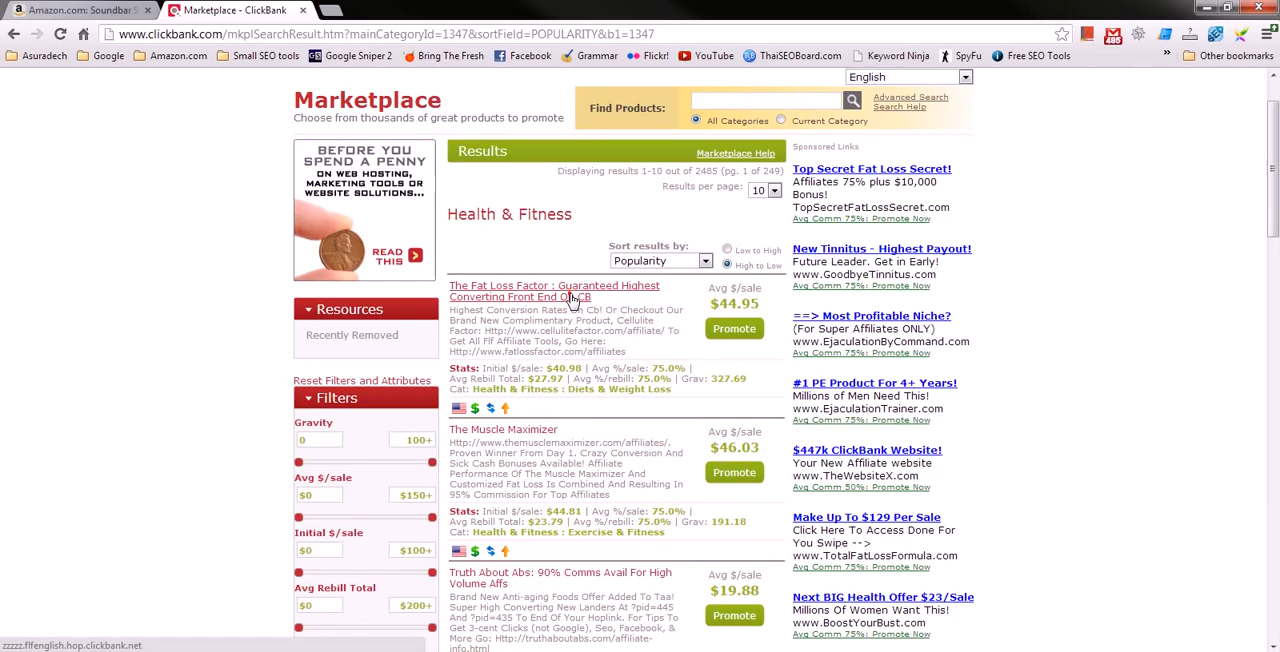 Amazon.com: Soundbar S
Marketplace - ClickBank
www.clickbank.com/mkplSearchResult.htm?mainCategoryId=1347&sortField=POPULARITY&b1=1347
Asuradech
Google
Amazon.com
Small SEO tools
Google Sniper 2
Bring The Fresh
Facebook
Grammar
Flickr!
YouTube
ThaiSEOBoard.com
Keyword Ninja
SpyFu
Free SEO Tools
»
Other bookmarks
English
Marketplace
Choose from thousands of great products to promote
Find Products:
Advanced Search
Search Help
All Categories
Current Category
BEFORE YOU
SPEND A PENNY
ON WEB HOSTING,
MARKETING TOOLS OR
WEBSITE SOLUTIONS...
READ
THIS
Resources
Recently Removed
Reset Filters and Attributes
Filters
Gravity
0
100+
Avg $/sale
$0
$150+
Initial $/sale
$0
$100+
Avg Rebill Total
$0
$200+
Results
Marketplace Help
Displaying results 1-10 out of 2485 (pg. 1 of 249)
Results per page: 10
Health & Fitness
Sort results by:
Popularity
Low to High
High to Low
The Fat Loss Factor : Guaranteed Highest
Converting Front End
Avg $/sale
$44.95
Promote
Highest Conversion Rates On Cb! Or Checkout Our
Brand New Complimentary Product, Cellulite
Factor: Http://www.cellulitefactor.com/affiliate/ To
Get All Flf Affiliate Tools, Go Here:
Http://www.fatlossfactor.com/affiliates
Stats: Initial $/sale: $40.98 | Avg %/sale: 75.0% |
Avg Rebill Total: $27.97 | Avg %/rebill: 75.0% | Grav: 327.69
Cat: Health & Fitness : Diets & Weight Loss
The Muscle Maximizer
Avg $/sale
$46.03
Promote
Http://www.themusclemaximizer.com/affiliates/.
Proven Winner From Day 1. Crazy Conversion And
Sick Cash Bonuses Available! Affiliate
Performance Of The Muscle Maximizer And
Customized Fat Loss Is Combined And Resulting In
95% Commission For Top Affiliates
Stats: Initial $/sale: $44.81 | Avg %/sale: 75.0% |
Avg Rebill Total: $23.79 | Avg %/rebill: 75.0% | Grav: 191.18
Cat: Health & Fitness : Exercise & Fitness
Truth About Abs: 90% Comms Avail For High
Volume Affs
Avg $/sale
$19.88
Promote
Brand New Anti-aging Foods Offer Added To Taa!
Super High Converting New Landers At ?pid=445
And ?pid=435 To End Of Your Hoplink. For Tips To
Get 3-cent Clicks (not Google), Seo, Facebook, &
More Go: Http://truthaboutabs.com/affiliate-
info.html
Sponsored Links
Top Secret Fat Loss Secret!
Affiliates 75% plus $10,000
Bonus!
TopSecretFatLossSecret.com
Avg Comm 75%: Promote Now
New Tinnitus - Highest Payout!
Future Leader. Get in Early!
www.GoodbyeTinnitus.com
Avg Comm 75%: Promote Now
==> Most Profitable Niche?
(For Super Affiliates ONLY)
www.EjaculationByCommand.com
Avg Comm 75%: Promote Now
#1 PE Product For 4+ Years!
Millions of Men Need This!
www.EjaculationTrainer.com
Avg Comm 75%: Promote Now
$447k ClickBank Website!
Your New Affiliate website
www.TheWebsiteX.com
Avg Comm 50%: Promote Now
Make Up To $129 Per Sale
Click Here To Access Done For
You Swipe -->
www.TotalFatLossFormula.com
Avg Comm 75%: Promote Now
Next BIG Health Offer $23/Sale
Millions Of Women Want This!
www.BoostYourBust.com
Avg Comm 75%: Promote Now
zzzzz.flfenglish.hop.clickbank.net